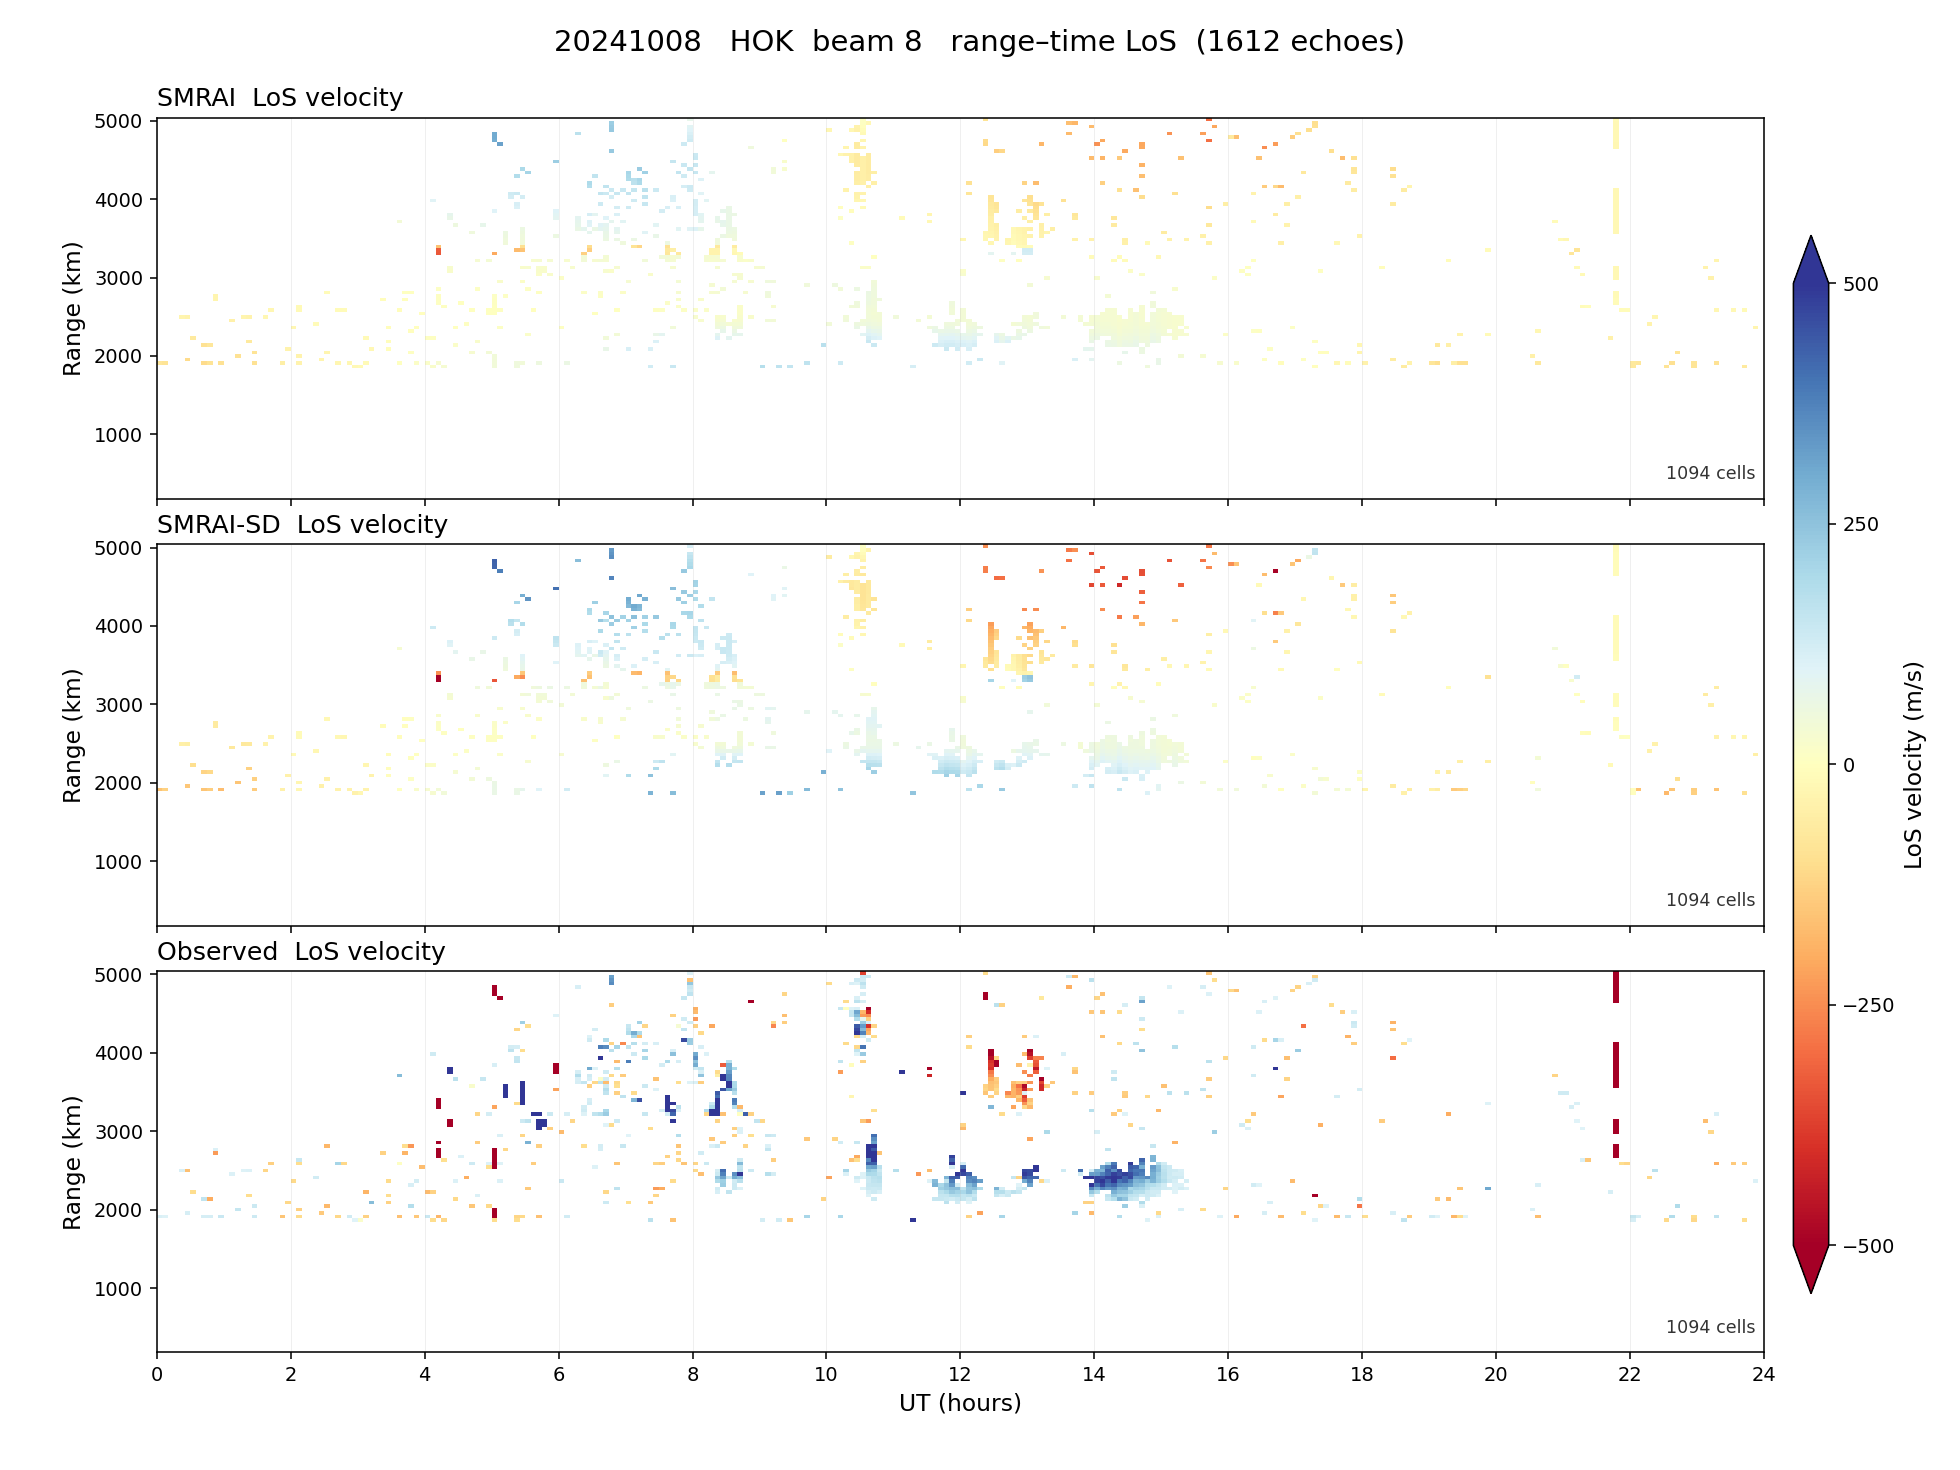 20241008   HOK  beam 8   range–time LoS  (1612 echoes)
SMRAI  LoS velocity
5000
4000
3000
2000
1000
Range (km)
1094 cells
SMRAI-SD  LoS velocity
5000
4000
3000
2000
1000
Range (km)
1094 cells
Observed  LoS velocity
5000
4000
3000
2000
1000
Range (km)
1094 cells
0 2 4 6 8 10 12 14 16 18 20 22 24
UT (hours)
500
250
0
−250
−500
LoS velocity (m/s)